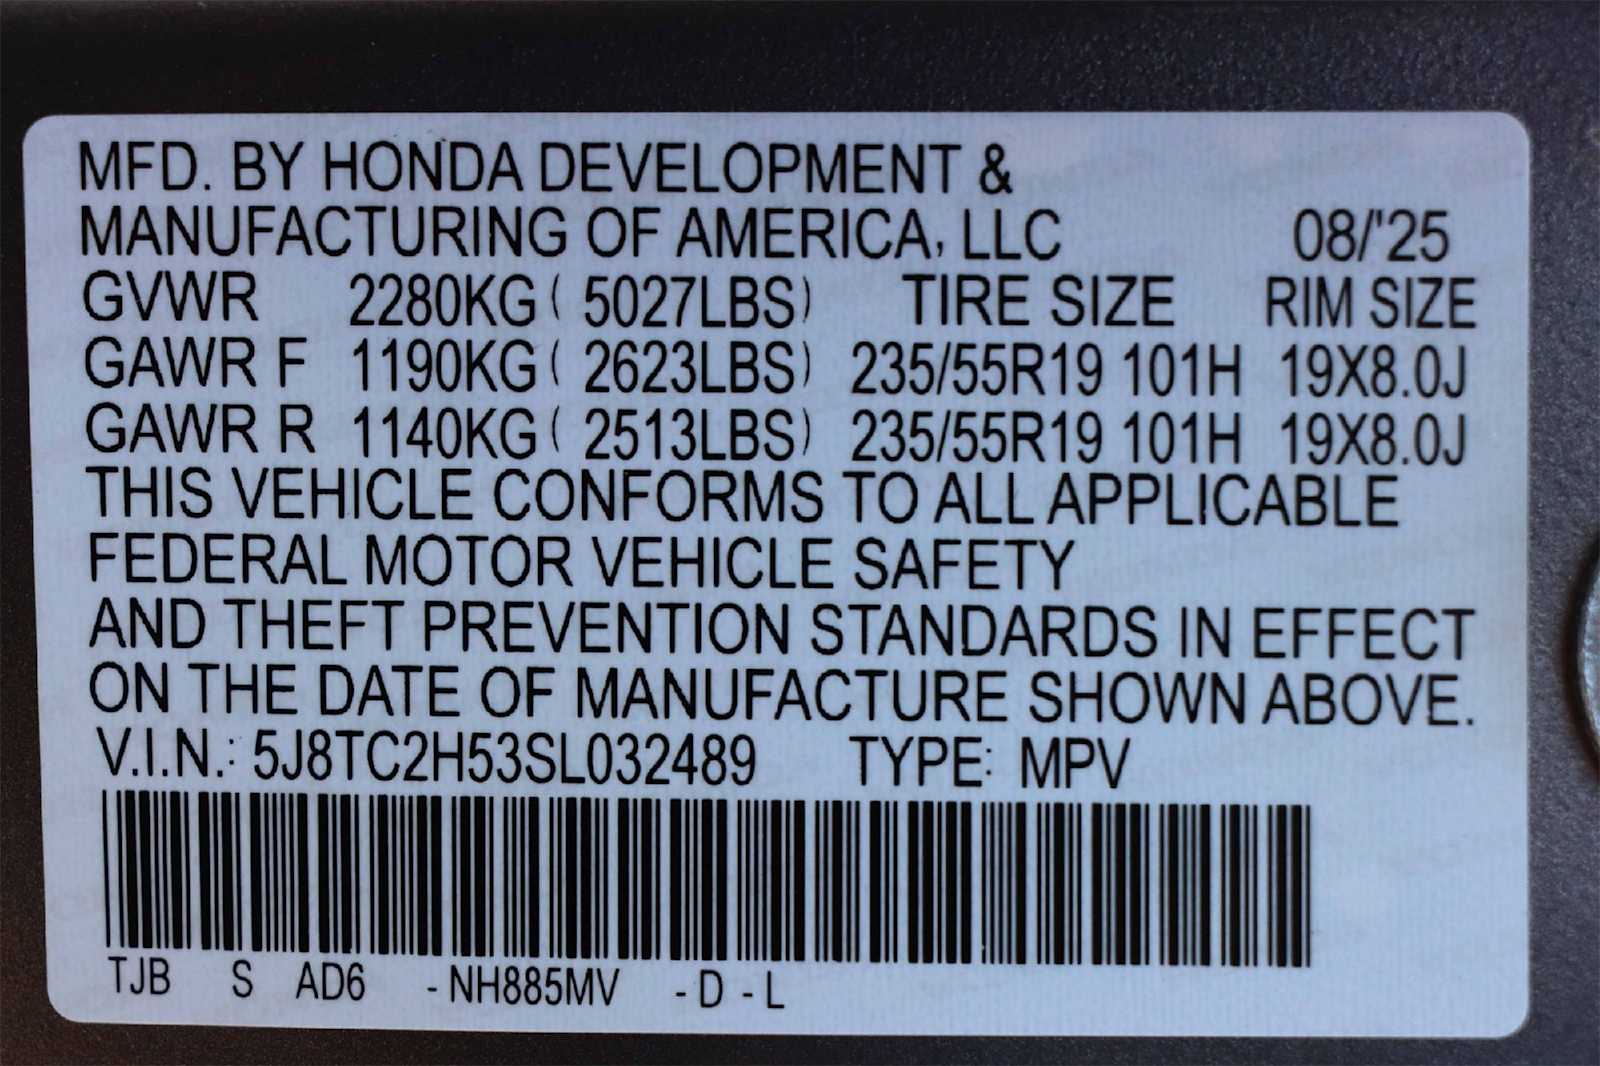 MFD. BY HONDA DEVELOPMENT &
MANUFACTURING OF AMERICA, LLC 08/'25
GVWR 2280KG ( 5027LBS) TIRE SIZE RIM SIZE
GAWR F 1190KG ( 2623LBS) 235/55R19 101H 19X8.0J
GAWR R 1140KG ( 2513LBS) 235/55R19 101H 19X8.0J
THIS VEHICLE CONFORMS TO ALL APPLICABLE
FEDERAL MOTOR VEHICLE SAFETY
AND THEFT PREVENTION STANDARDS IN EFFECT
ON THE DATE OF MANUFACTURE SHOWN ABOVE.
V.I.N.: 5J8TC2H53SL032489 TYPE: MPV
TJB S AD6 - NH885MV - D - L